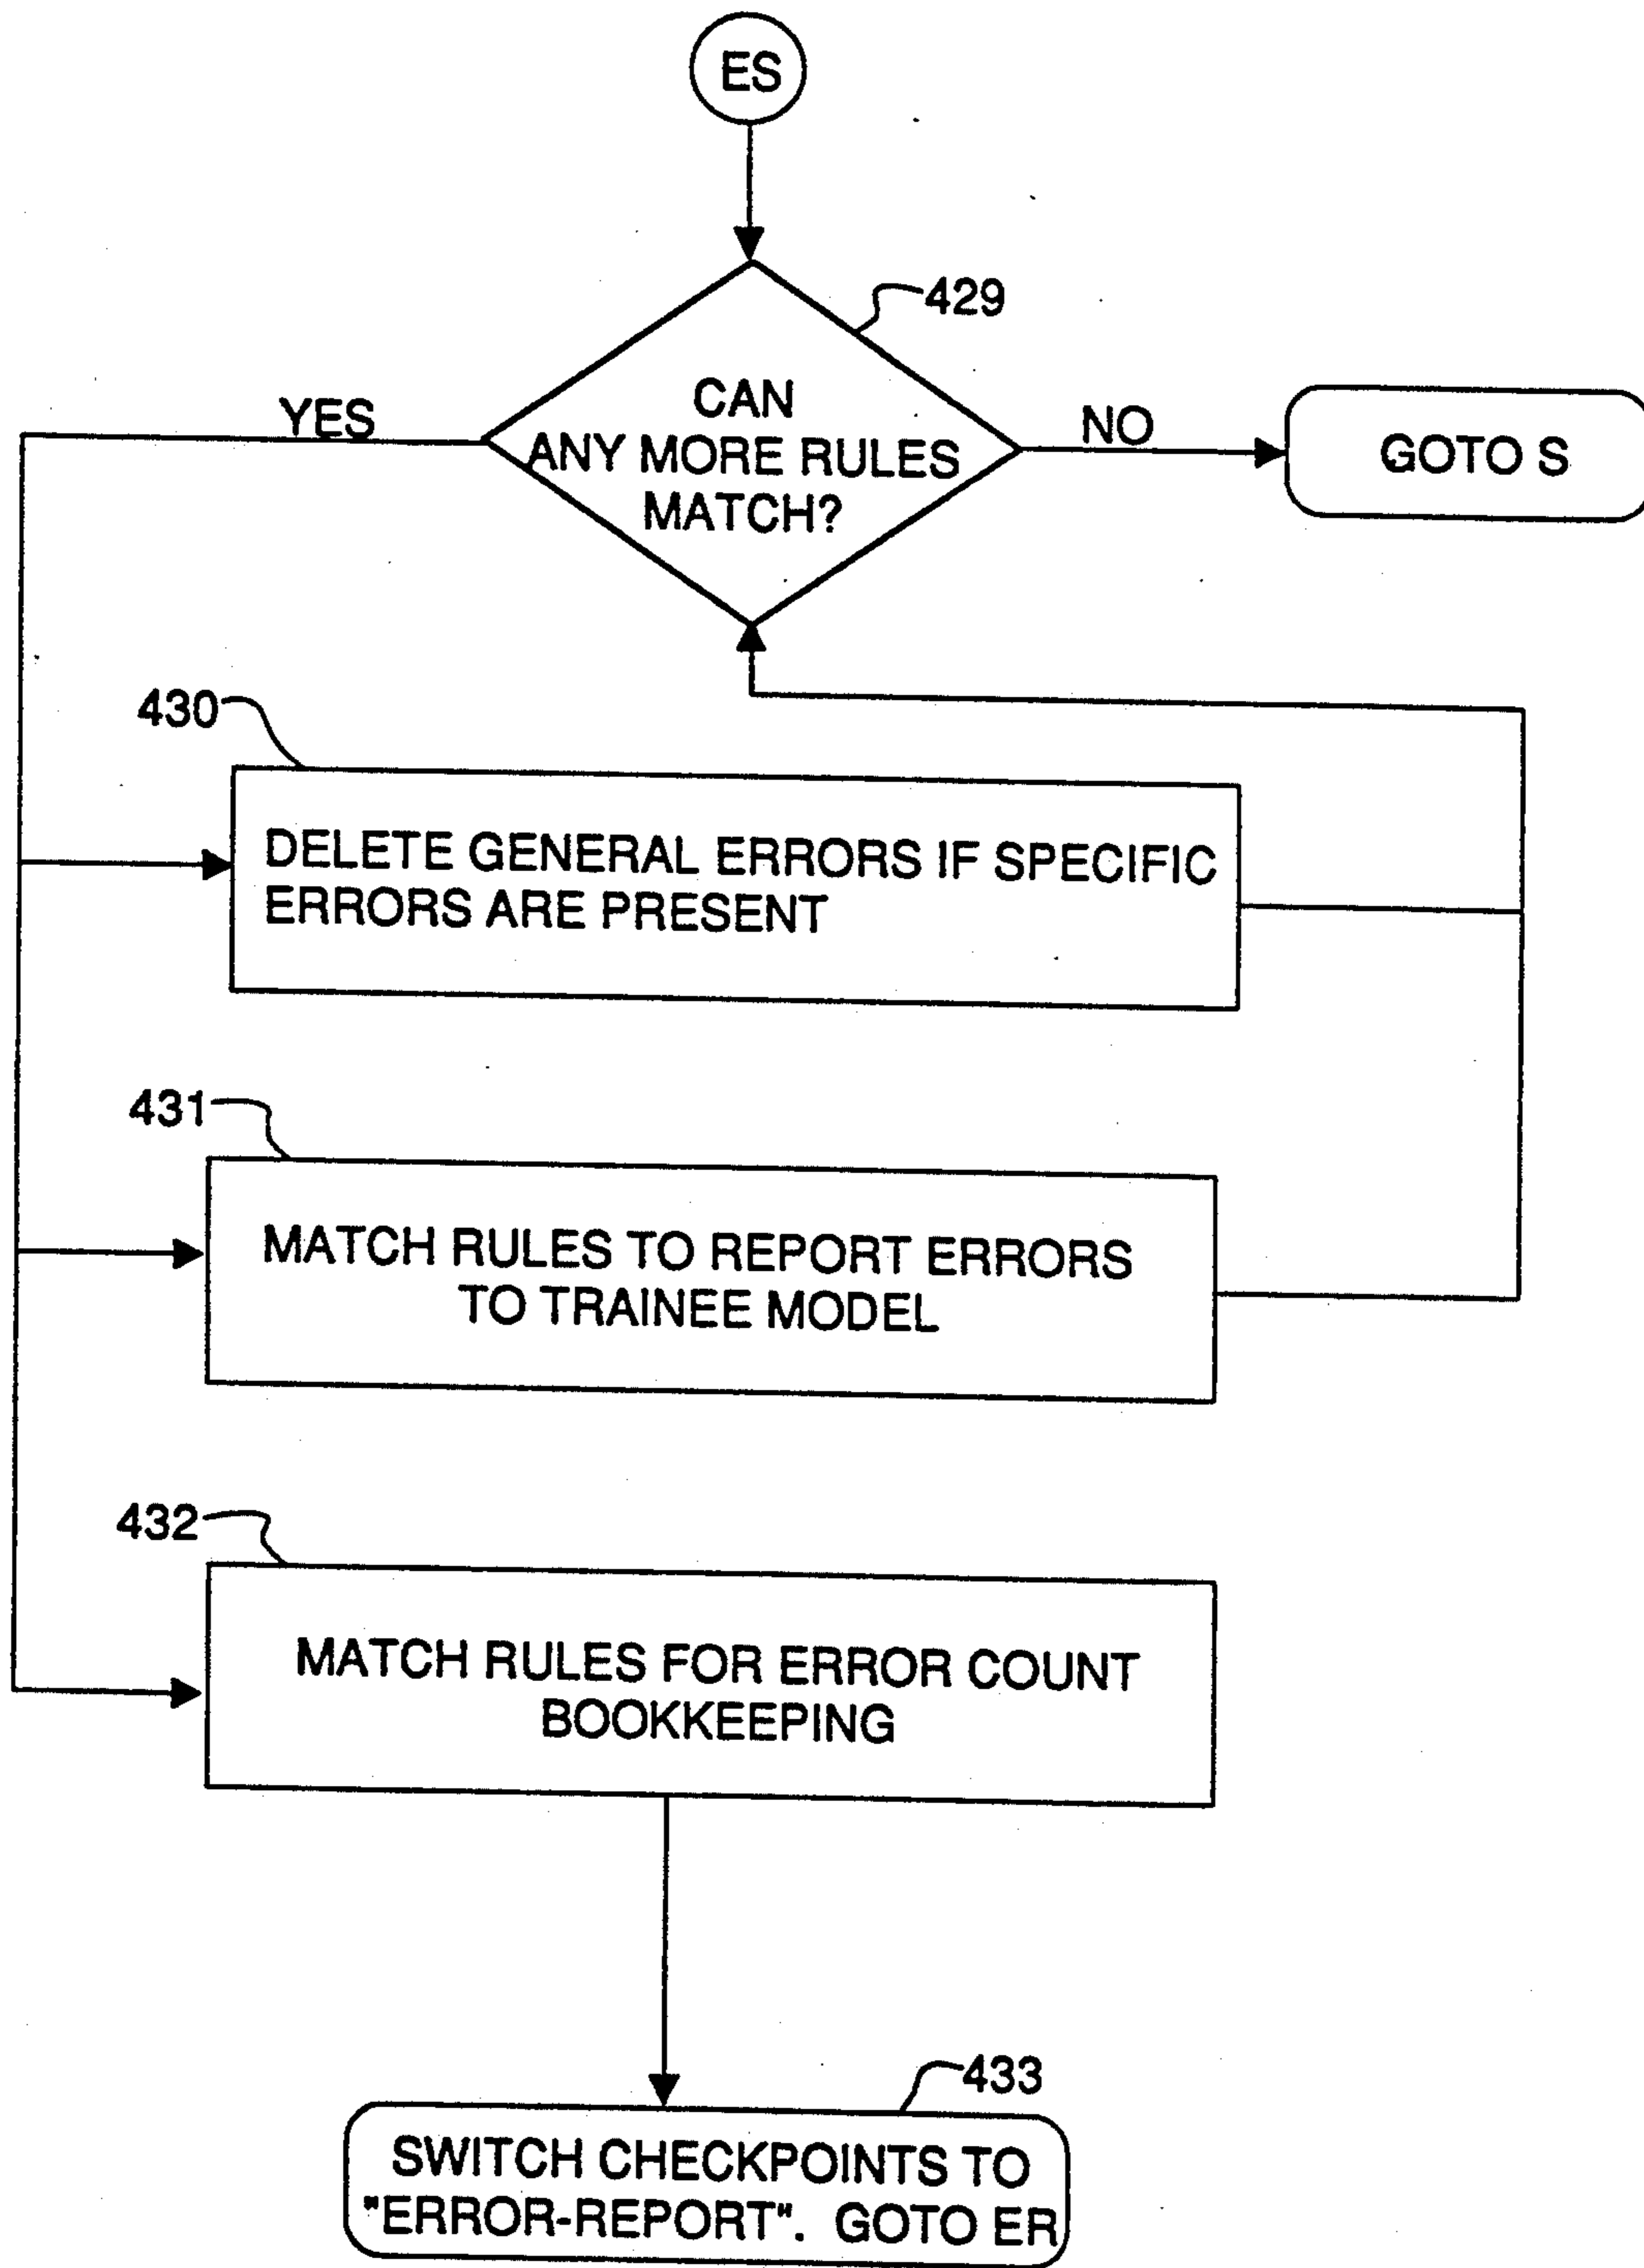 ES
429
CAN
ANY MORE RULES
MATCH?
YES
NO
GOTO S
430
DELETE GENERAL ERRORS IF SPECIFIC
ERRORS ARE PRESENT
431
MATCH RULES TO REPORT ERRORS
TO TRAINEE MODEL
432
MATCH RULES FOR ERROR COUNT
BOOKKEEPING
433
SWITCH CHECKPOINTS TO
"ERROR-REPORT". GOTO ER